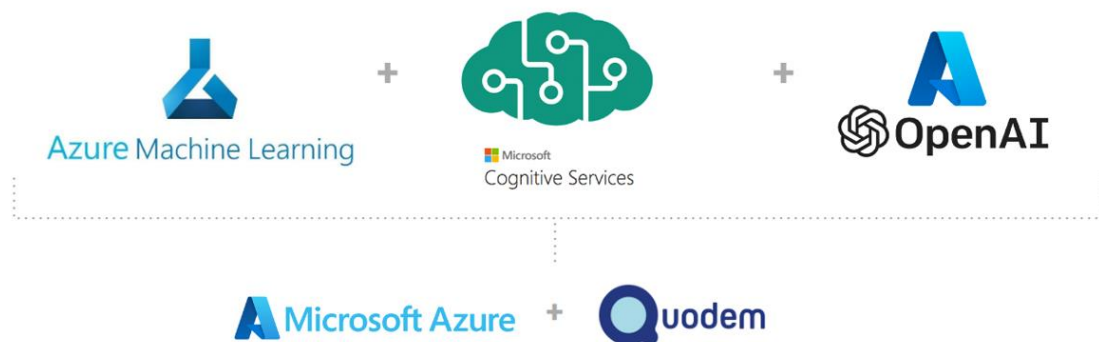 +
+
Azure Machine Learning
Microsoft
Cognitive Services
OpenAI
Microsoft Azure + Quodem